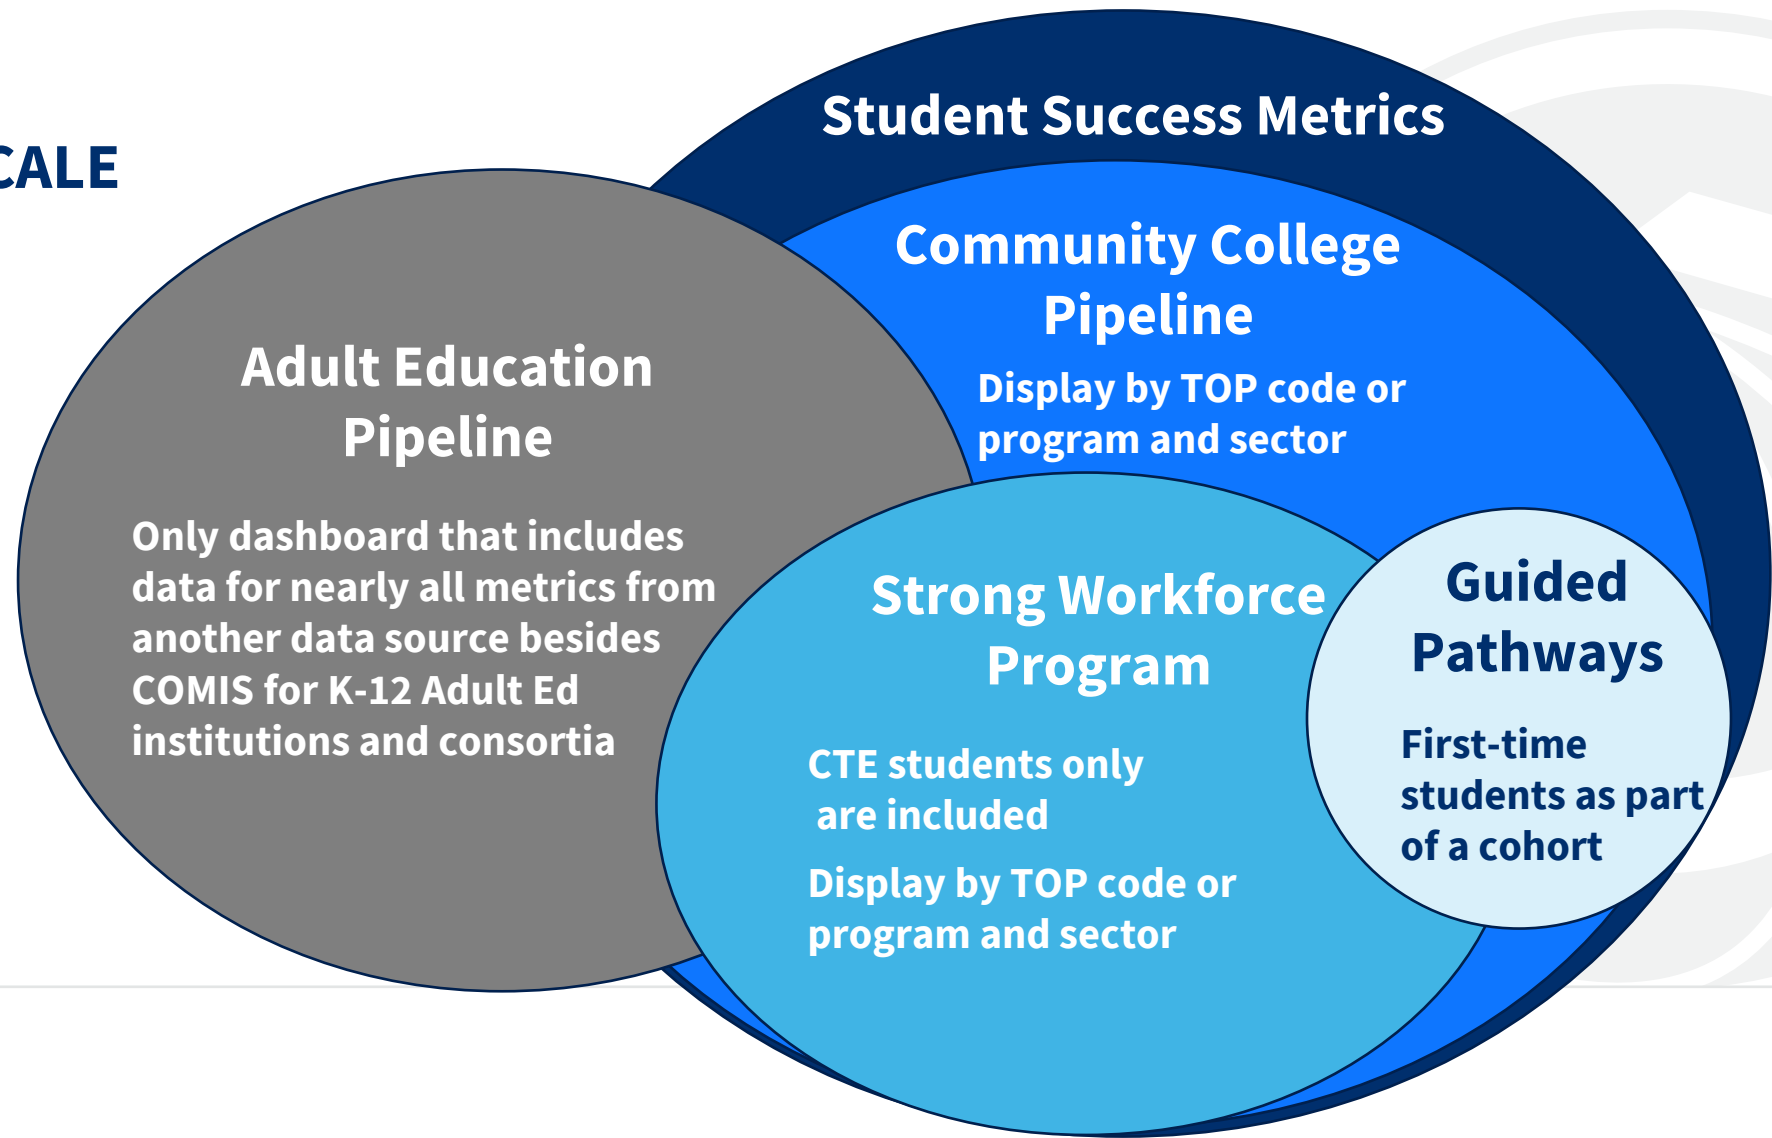 CALE
Student Success Metrics
Community College
Pipeline
Display by TOP code or
program and sector
Adult Education
Pipeline
Only dashboard that includes
data for nearly all metrics from
another data source besides
COMIS for K-12 Adult Ed
institutions and consortia
Strong Workforce
Program
CTE students only
are included
Display by TOP code or
program and sector
Guided
Pathways
First-time
students as part
of a cohort